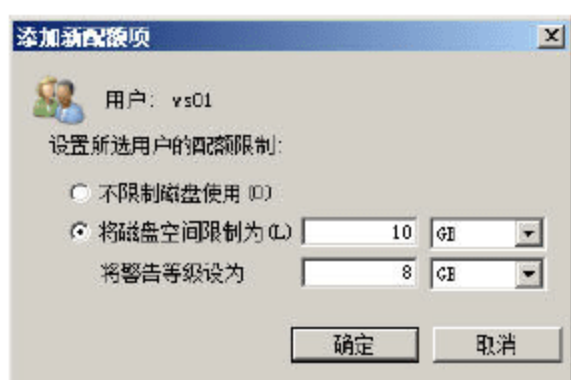 添加新配额项
用户: vs01
设置所选用户的配额限制:
不限制磁盘使用(O)
将磁盘空间限制为(L) 10 GB
将警告等级设为 8 GB
确定 取消